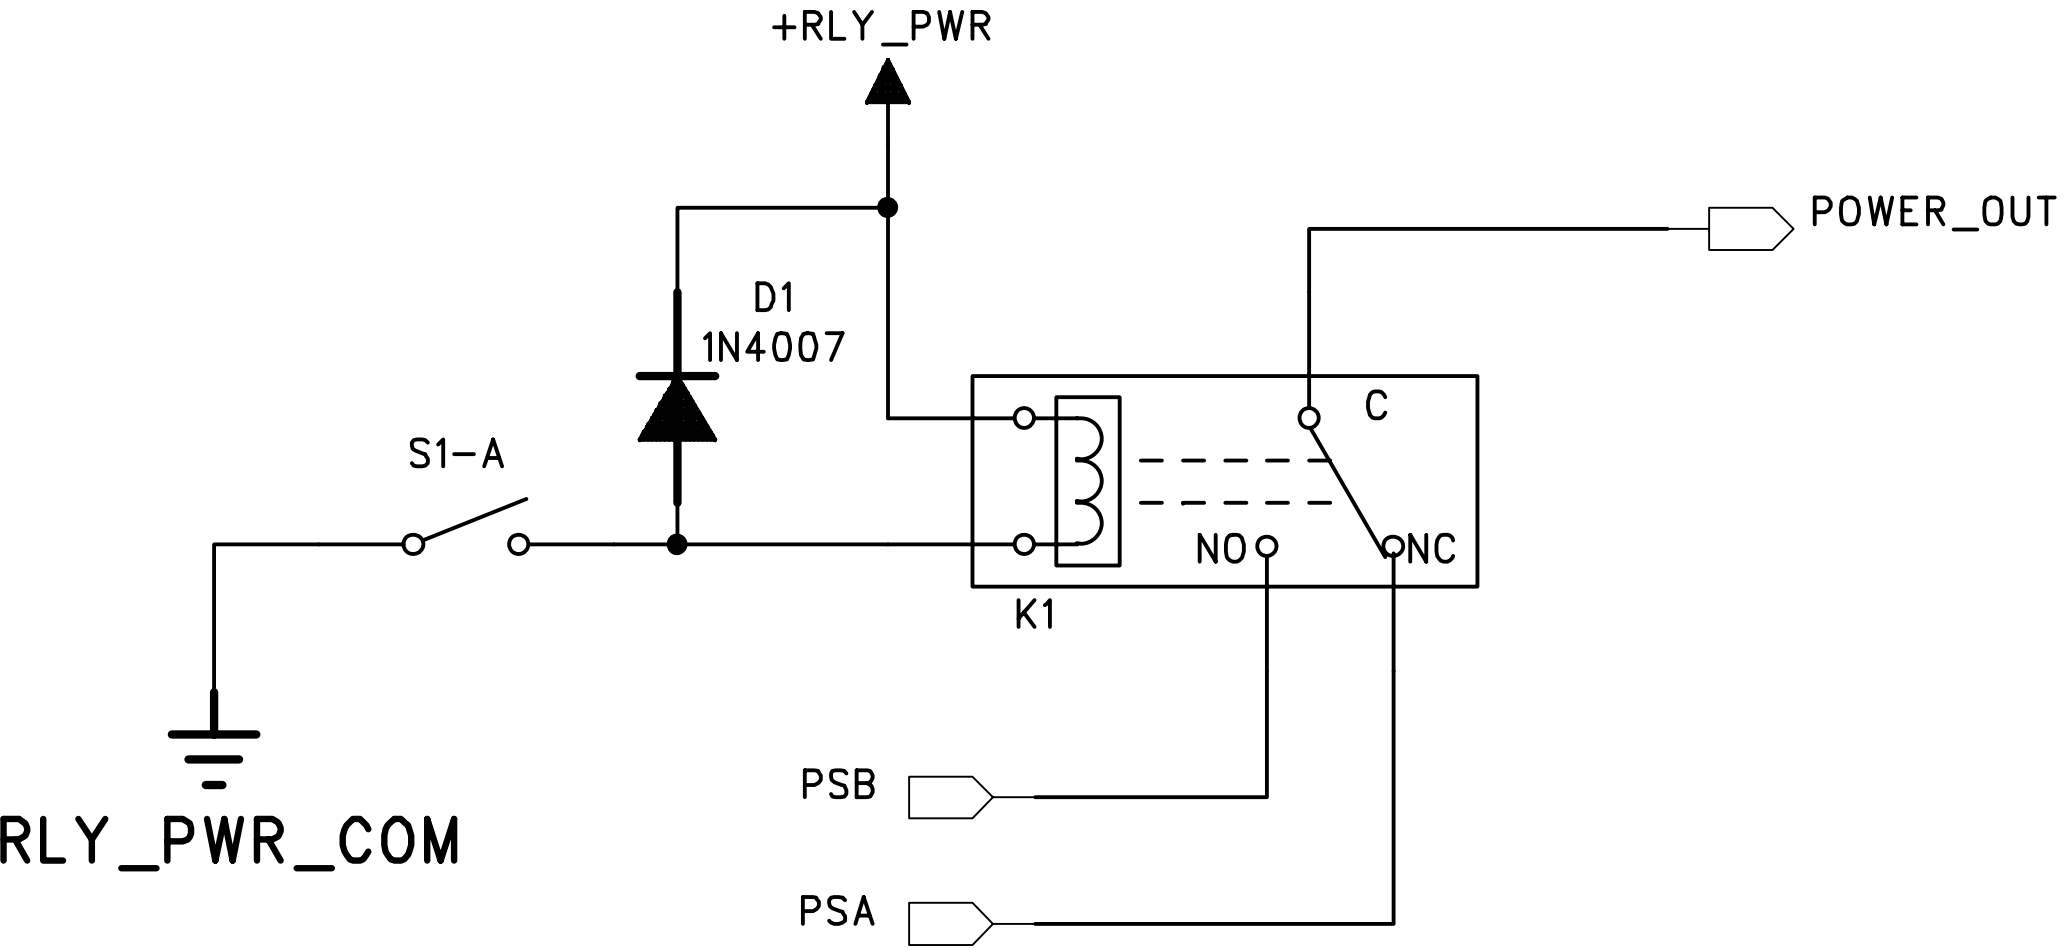 +RLY_PWR
POWER_OUT
D1
1N4007
C
S1-A
NO
NC
K1
PSB
RLY_PWR_COM
PSA